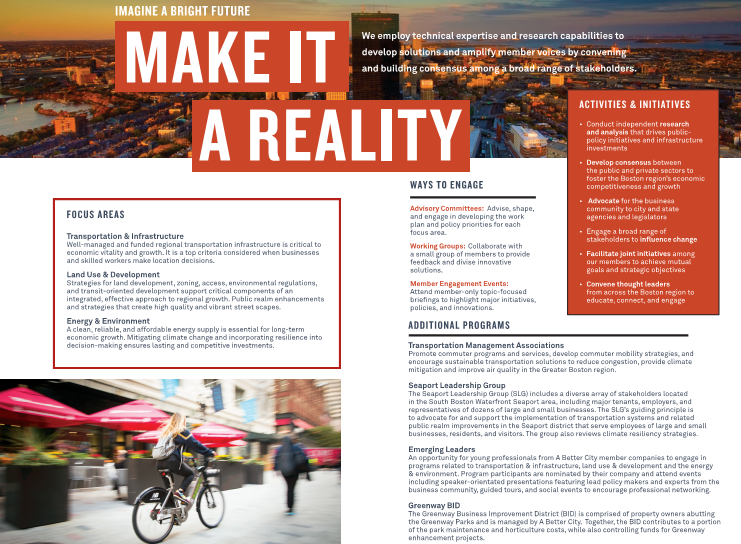 IMAGINE A BRIGHT FUTURE
MAKE IT
A REALITY
We employ technical expertise and research capabilities to
develop solutions and amplify member voices by convening
and building consensus among a broad range of stakeholders.
ACTIVITIES & INITIATIVES
• Conduct independent research
and analysis that drives public-
policy initiatives and infrastructure
investments
• Develop consensus between
the public and private sectors to
foster the Boston region's economic
competitiveness and growth
• Advocate for the business
community to city and state
agencies and legislators
• Engage a broad range of
stakeholders to influence change
• Facilitate joint initiatives among
our members to achieve mutual
goals and strategic objectives
• Convene thought leaders
from across the Boston region to
educate, connect, and engage
FOCUS AREAS
Transportation & Infrastructure
Well-managed and funded regional transportation infrastructure is critical to
economic vitality and growth. It is a top criteria considered when businesses
and skilled workers make location decisions.
Land Use & Development
Strategies for land development, zoning, access, environmental regulations,
and transit-oriented development support critical components of an
integrated, effective approach to regional growth. Public realm enhancements
and strategies that create high quality and vibrant street scapes.
Energy & Environment
A clean, reliable, and affordable energy supply is essential for long-term
economic growth. Mitigating climate change and incorporating resilience into
decision-making ensures lasting and competitive investments.
WAYS TO ENGAGE
Advisory Committees: Advise, shape,
and engage in developing the work
plan and policy priorities for each
focus area.
Working Groups: Collaborate with
a small group of members to provide
feedback and divise innovative
solutions.
Member Engagement Events:
Attend member-only topic-focused
briefings to highlight major initiatives,
policies, and innovations.
ADDITIONAL PROGRAMS
Transportation Management Associations
Promote commuter programs and services, develop commuter mobility strategies, and
encourage sustainable transportation solutions to reduce congestion, provide climate
mitigation and improve air quality in the Greater Boston region.
Seaport Leadership Group
The Seaport Leadership Group (SLG) includes a diverse array of stakeholders located
in the South Boston Waterfront Seaport area, including major tenants, employers, and
representatives of dozens of large and small businesses. The SLG's guiding principle is
to advocate for and support the implementation of transportation systems and related
public realm improvements in the Seaport district that serve employees of large and small
businesses, residents, and visitors. The group also reviews climate resiliency strategies.
Emerging Leaders
An opportunity for young professionals from A Better City member companies to engage in
programs related to transportation & infrastructure, land use & development and the energy
& environment. Program participants are nominated by their company and attend events
including speaker-orientated presentations featuring lead policy makers and experts from the
business community, guided tours, and social events to encourage professional networking.
Greenway BID
The Greenway Business Improvement District (BID) is comprised of property owners abutting
the Greenway Parks and is managed by A Better City. Together, the BID contributes to a portion
of the park maintenance and horticulture costs, while also controlling funds for Greenway
enhancement projects.